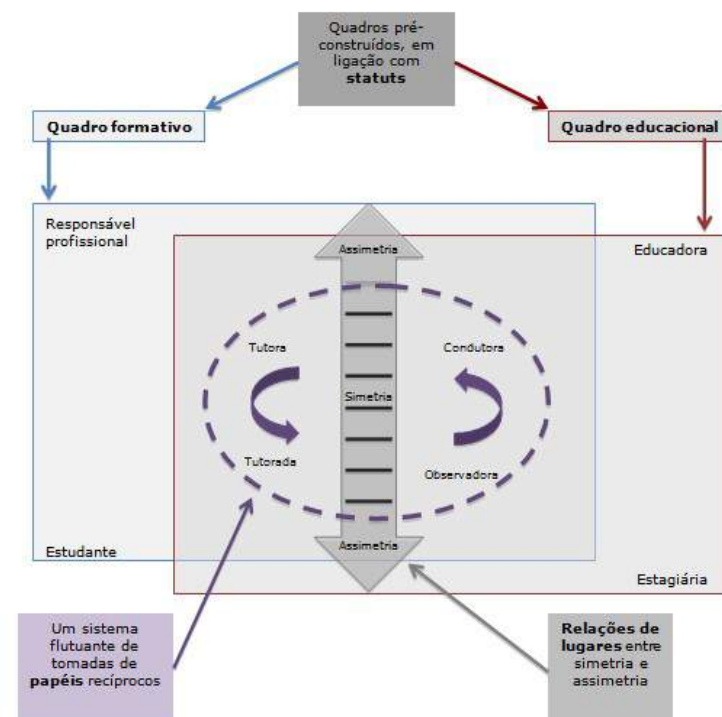 Quadros pré-
construídos, em
ligação com
statuts
Quadro formativo
Quadro educacional
Responsável
profissional
Educadora
Assimetria
Tutora
Condutora
Simetria
Tutorada
Observadora
Assimetria
Estudante
Estagiária
Um sistema
flutuante de
tomadas de
papéis recíprocos
Relações de
lugares entre
simetria e
assimetria